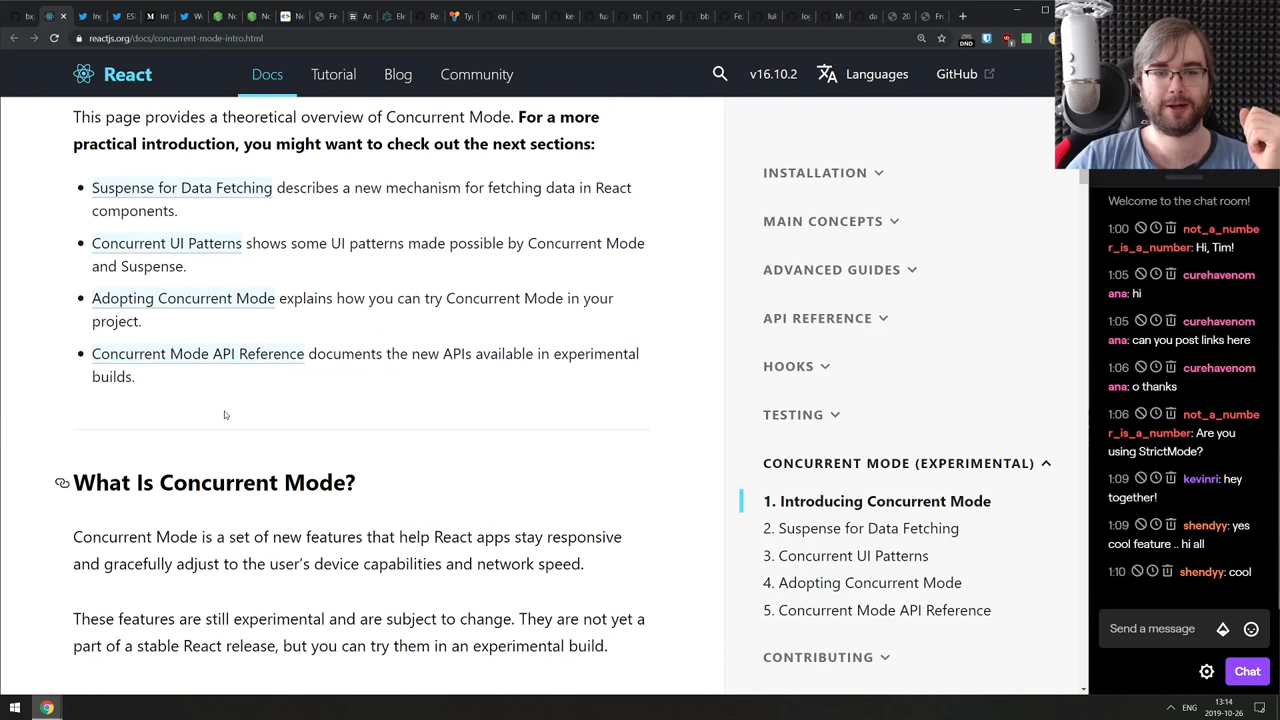 reactjs.org/docs/concurrent-mode-intro.html
DND
React
Docs
Tutorial
Blog
Community
v16.10.2
Languages
GitHub
This page provides a theoretical overview of Concurrent Mode. For a more
practical introduction, you might want to check out the next sections:
Suspense for Data Fetching describes a new mechanism for fetching data in React
components.
Concurrent UI Patterns shows some UI patterns made possible by Concurrent Mode
and Suspense.
Adopting Concurrent Mode explains how you can try Concurrent Mode in your
project.
Concurrent Mode API Reference documents the new APIs available in experimental
builds.
What Is Concurrent Mode?
Concurrent Mode is a set of new features that help React apps stay responsive
and gracefully adjust to the user’s device capabilities and network speed.
These features are still experimental and are subject to change. They are not yet a
part of a stable React release, but you can try them in an experimental build.
INSTALLATION
MAIN CONCEPTS
ADVANCED GUIDES
API REFERENCE
HOOKS
TESTING
CONCURRENT MODE (EXPERIMENTAL)
1. Introducing Concurrent Mode
2. Suspense for Data Fetching
3. Concurrent UI Patterns
4. Adopting Concurrent Mode
5. Concurrent Mode API Reference
CONTRIBUTING
Welcome to the chat room!
1:00 not_a_numbe
r_is_a_number: Hi, Tim!
1:05 curehavenom
ana: hi
1:05 curehavenom
ana: can you post links here
1:06 curehavenom
ana: o thanks
1:06 not_a_numbe
r_is_a_number: Are you
using StrictMode?
1:09 kevinri: hey
together!
1:09 shendyy: yes
cool feature .. hi all
1:10 shendyy: cool
Send a message
Chat
ENG
13:14
2019-10-26